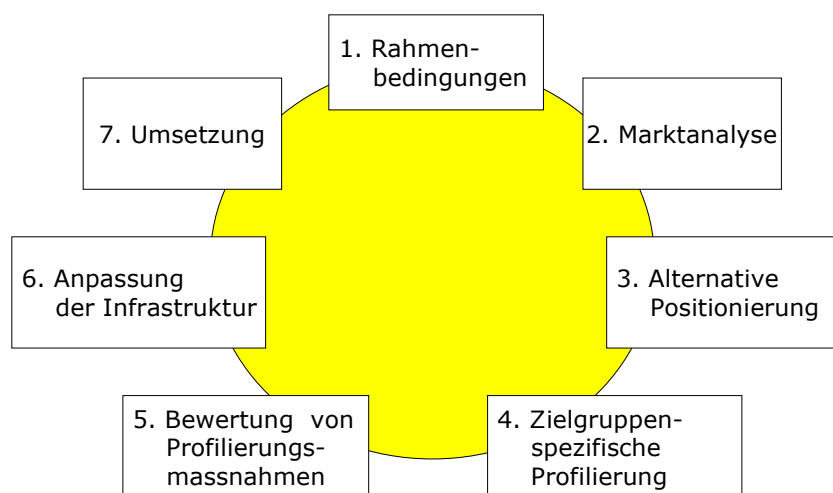 1. Rahmen-
bedingungen
2. Marktanalyse
3. Alternative
Positionierung
4. Zielgruppen-
spezifische
Profilierung
5. Bewertung von
Profilierungs-
massnahmen
6. Anpassung
der Infrastruktur
7. Umsetzung